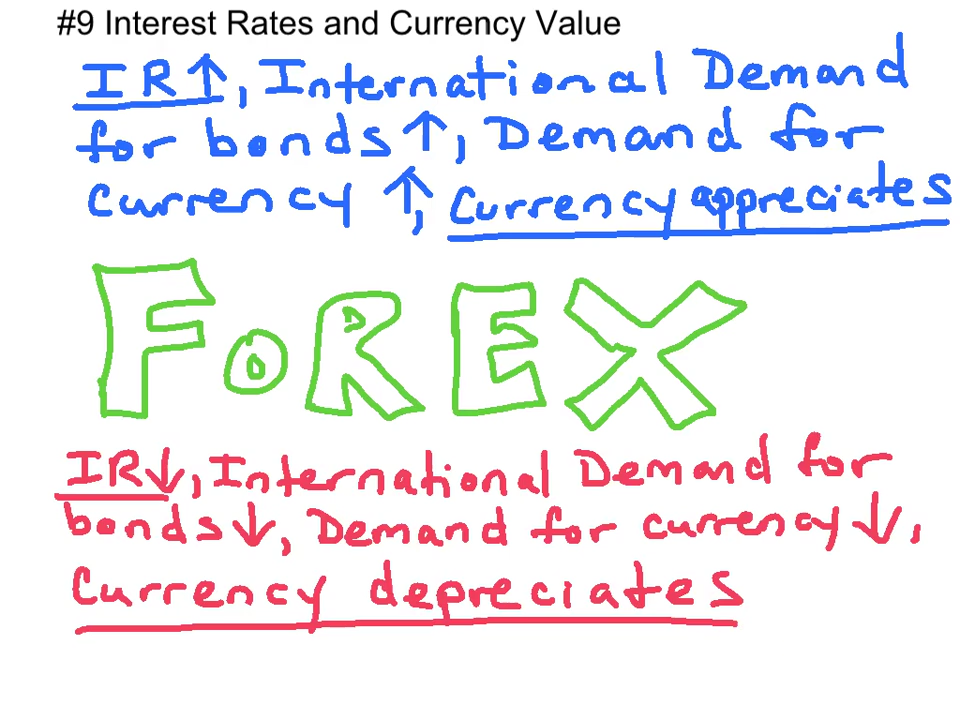 #9 Interest Rates and Currency Value
IR↑, International Demand
for bonds↑, Demand for
currency ↑, Currency appreciates
FoREX
IR↓, International Demand for
bonds↓, Demand for currency↓,
Currency depreciates